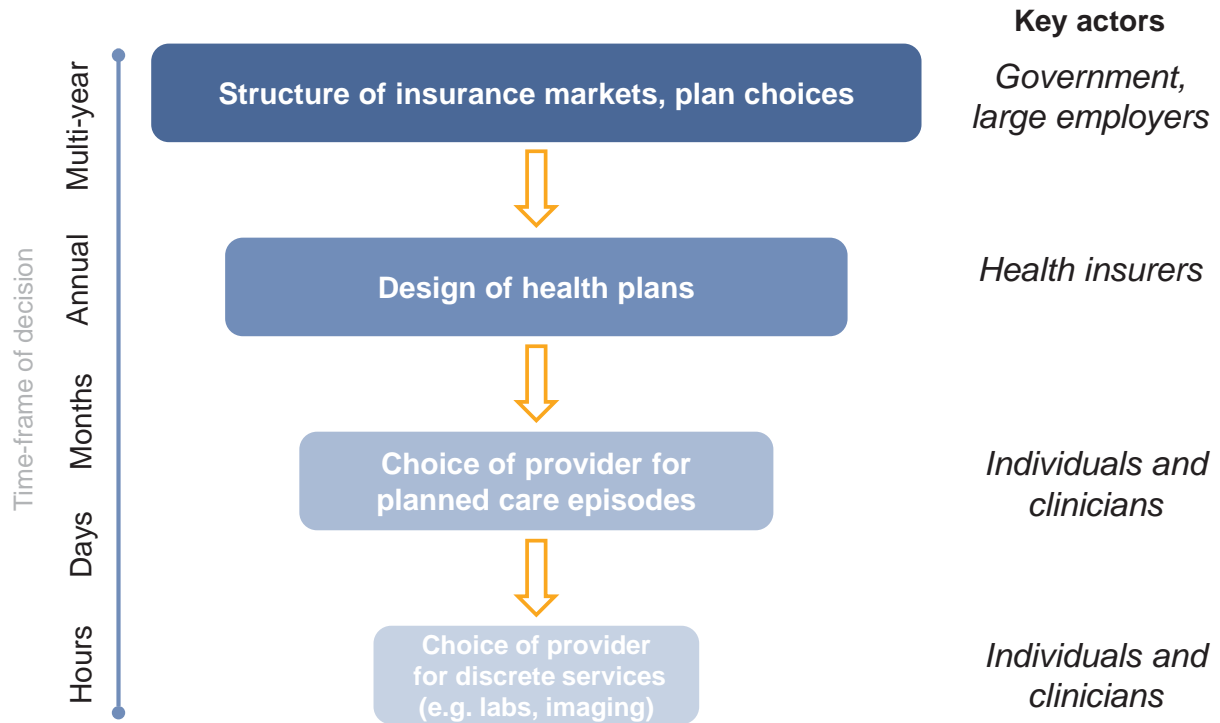 Key actors
Structure of insurance markets, plan choices
Government,
large employers
Design of health plans
Health insurers
Choice of provider for
planned care episodes
Individuals and
clinicians
Choice of provider
for discrete services
(e.g. labs, imaging)
Individuals and
clinicians
Time-frame of decision
Multi-year
Annual
Months
Days
Hours